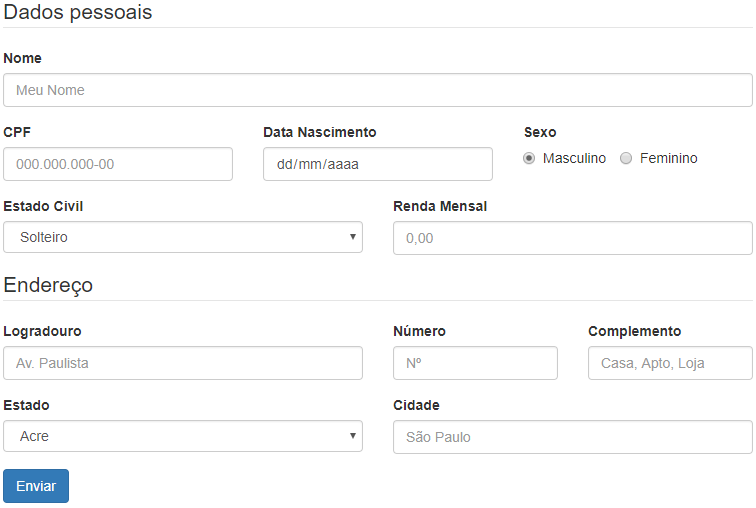 Dados pessoais
Nome
Meu Nome
CPF Data Nascimento Sexo
000.000.000-00 dd/mm/aaaa Masculino Feminino
Estado Civil Renda Mensal
Solteiro 0,00
Endereço
Logradouro Número Complemento
Av. Paulista Nº Casa, Apto, Loja
Estado Cidade
Acre São Paulo
Enviar